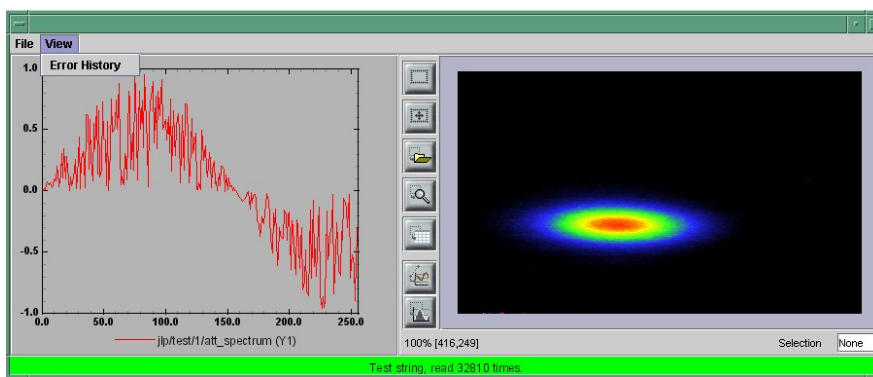 File View
Error History
1.0
0.5
0.0
-0.5
-1.0
0.0 50.0 100.0 150.0 200.0 250.0
jlp/test/1/att_spectrum (Y1)
100% [416,249]
Selection None
Test string, read 32810 times.